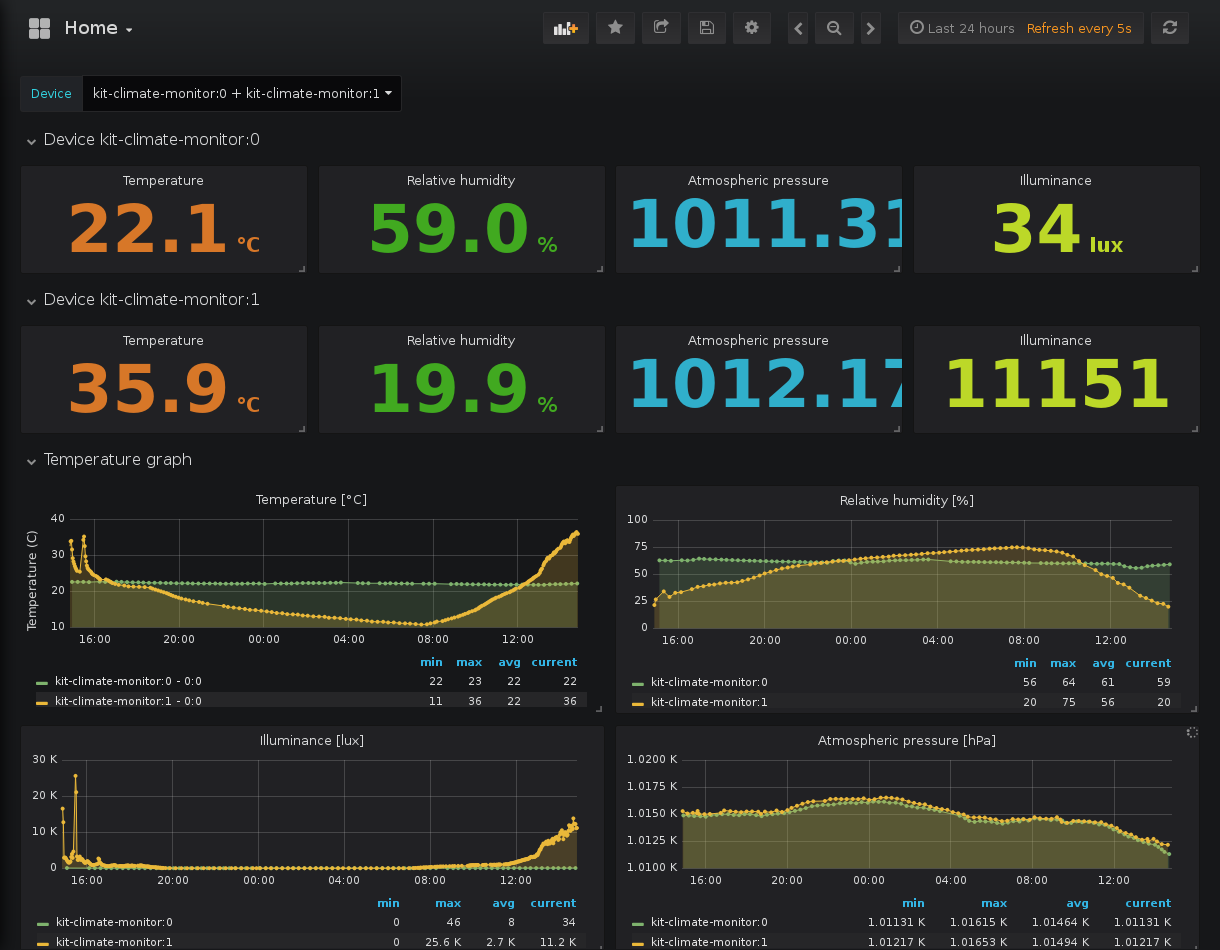 Home
Last 24 hours Refresh every 5s
Device kit-climate-monitor:0 + kit-climate-monitor:1
Device kit-climate-monitor:0
Temperature Relative humidity Atmospheric pressure Illuminance
22.1 °C 59.0 % 1011.31 34 lux
Device kit-climate-monitor:1
Temperature Relative humidity Atmospheric pressure Illuminance
35.9 °C 19.9 % 1012.17 11151
Temperature graph
Temperature [°C]
Temperature (C)
40
30
20
10
16:00 20:00 00:00 04:00 08:00 12:00
min max avg current
kit-climate-monitor:0 - 0:0 22 23 22 22
kit-climate-monitor:1 - 0:0 11 36 22 36
Relative humidity [%]
100
75
50
25
0
16:00 20:00 00:00 04:00 08:00 12:00
min max avg current
kit-climate-monitor:0 56 64 61 59
kit-climate-monitor:1 20 75 56 20
Illuminance [lux]
30 K
20 K
10 K
0
16:00 20:00 00:00 04:00 08:00 12:00
min max avg current
kit-climate-monitor:0 0 46 8 34
kit-climate-monitor:1 0 25.6 K 2.7 K 11.2 K
Atmospheric pressure [hPa]
1.0200 K
1.0175 K
1.0150 K
1.0125 K
1.0100 K
16:00 20:00 00:00 04:00 08:00 12:00
min max avg current
kit-climate-monitor:0 1.01131 K 1.01615 K 1.01464 K 1.01131 K
kit-climate-monitor:1 1.01217 K 1.01653 K 1.01494 K 1.01217 K